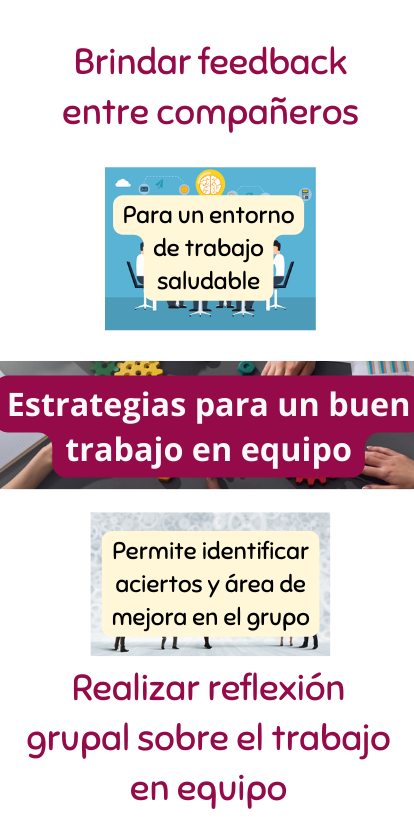 Brindar feedback
entre compañeros
Para un entorno
de trabajo
saludable
Estrategias para un buen
trabajo en equipo
Permite identificar
aciertos y área de
mejora en el grupo
Realizar reflexión
grupal sobre el trabajo
en equipo